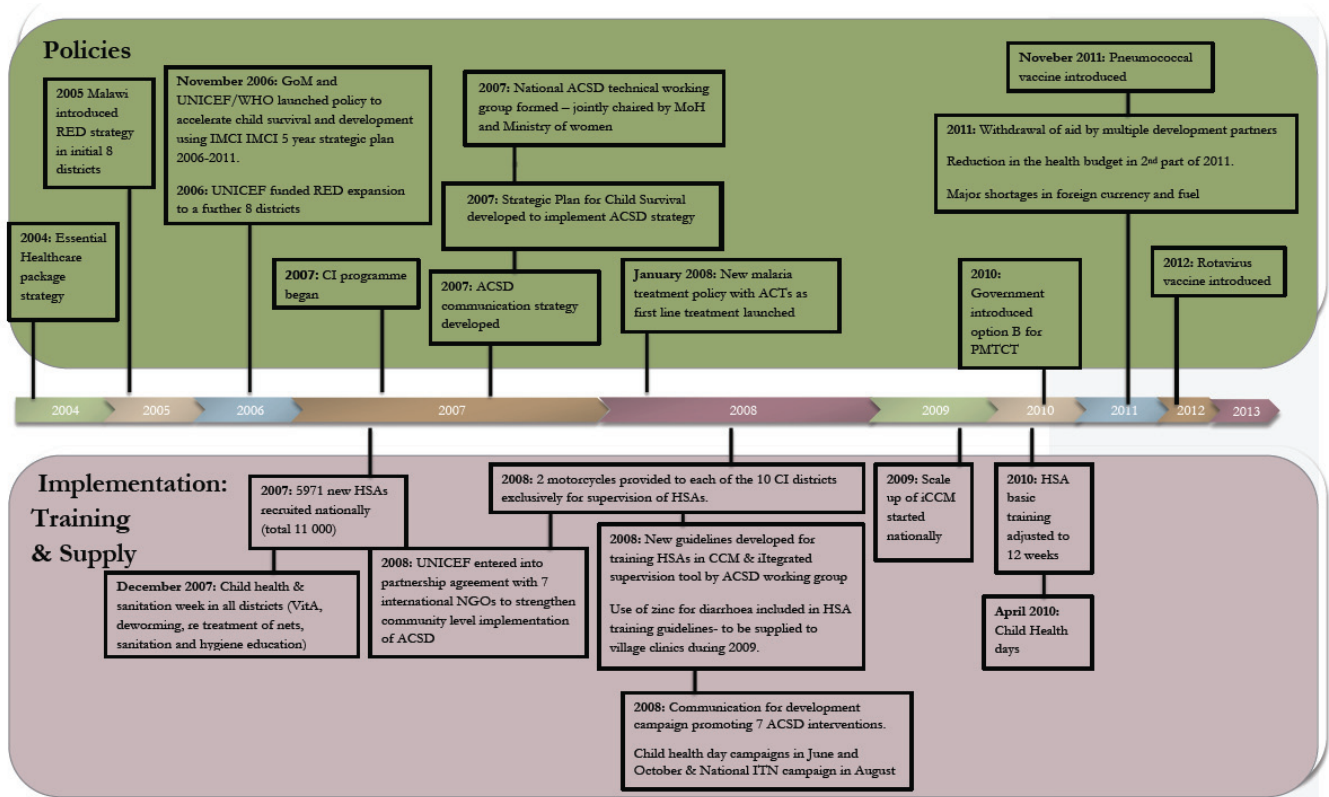 Policies
2004: Essential
Healthcare
package
strategy
2005 Malawi
introduced
RED strategy
in initial 8
districts
November 2006: GoM and
UNICEF/WHO launched policy to
accelerate child survival and development
using IMCI IMCI 5 year strategic plan
2006-2011.
2006: UNICEF funded RED expansion
to a further 8 districts
2007: CI programme
began
2007: National ACSD technical working
group formed – jointly chaired by MoH
and Ministry of women
2007: Strategic Plan for Child Survival
developed to implement ACSD strategy
2007: ACSD
communication strategy
developed
January 2008: New malaria
treatment policy with ACTs as
first line treatment launched
2010:
Government
introduced
option B for
PMTCT
Noveber 2011: Pneumococcal
vaccine introduced
2011: Withdrawal of aid by multiple development partners
Reduction in the health budget in 2nd part of 2011.
Major shortages in foreign currency and fuel
2012: Rotavirus
vaccine introduced
2004 2005 2006 2007 2008 2009 2010 2011 2012 2013
Implementation:
Training
& Supply
2007: 5971 new HSAs
recruited nationally
(total 11 000)
December 2007: Child health &
sanitation week in all districts (VitA,
deworming, re treatment of nets,
sanitation and hygiene education)
2008: 2 motorcycles provided to each of the 10 CI districts
exclusively for supervision of HSAs.
2008: UNICEF entered into
partnership agreement with 7
international NGOs to strengthen
community level implementation
of ACSD
2008: New guidelines developed for
training HSAs in CCM & iItegrated
supervision tool by ACSD working group
Use of zinc for diarrhoea included in HSA
training guidelines- to be supplied to
village clinics during 2009.
2008: Communication for development
campaign promoting 7 ACSD interventions.
Child health day campaigns in June and
October & National ITN campaign in August
2009: Scale
up of iCCM
started
nationally
2010: HSA
basic
training
adjusted to
12 weeks
April 2010:
Child Health
days